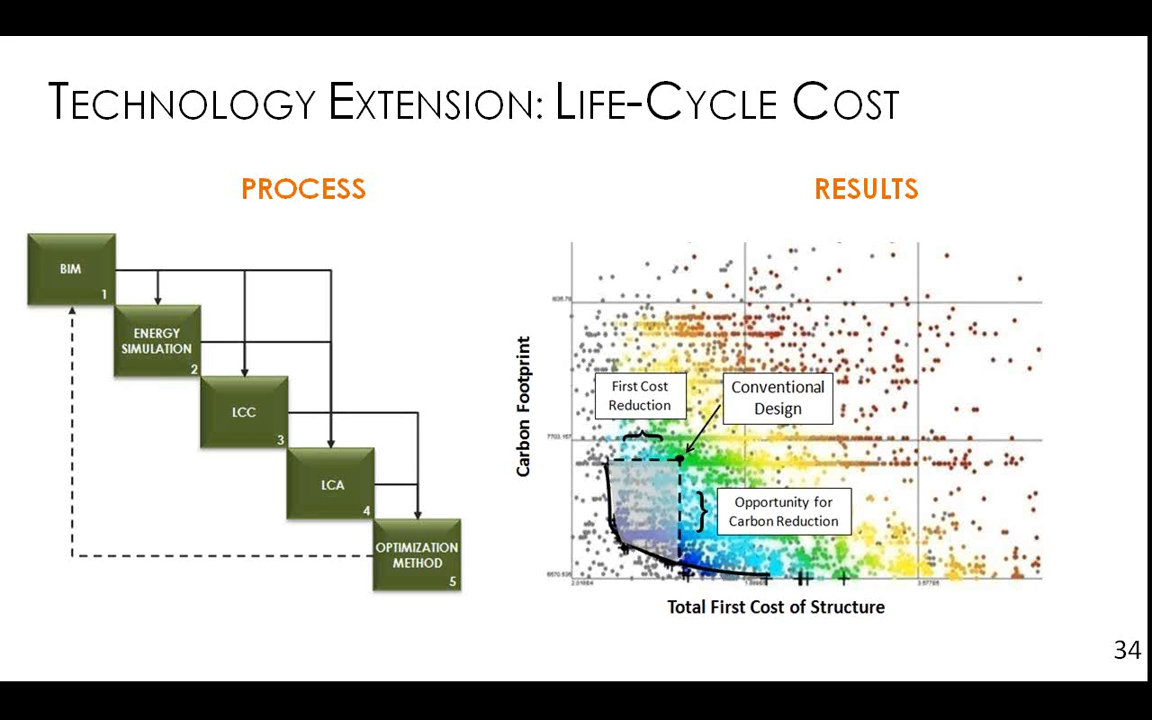 TECHNOLOGY EXTENSION: LIFE-CYCLE COST
PROCESS
BIM
1
ENERGY
SIMULATION
2
LCC
3
LCA
4
OPTIMIZATION
METHOD
5
RESULTS
Carbon Footprint
First Cost
Reduction
Conventional
Design
Opportunity for
Carbon Reduction
Total First Cost of Structure
34